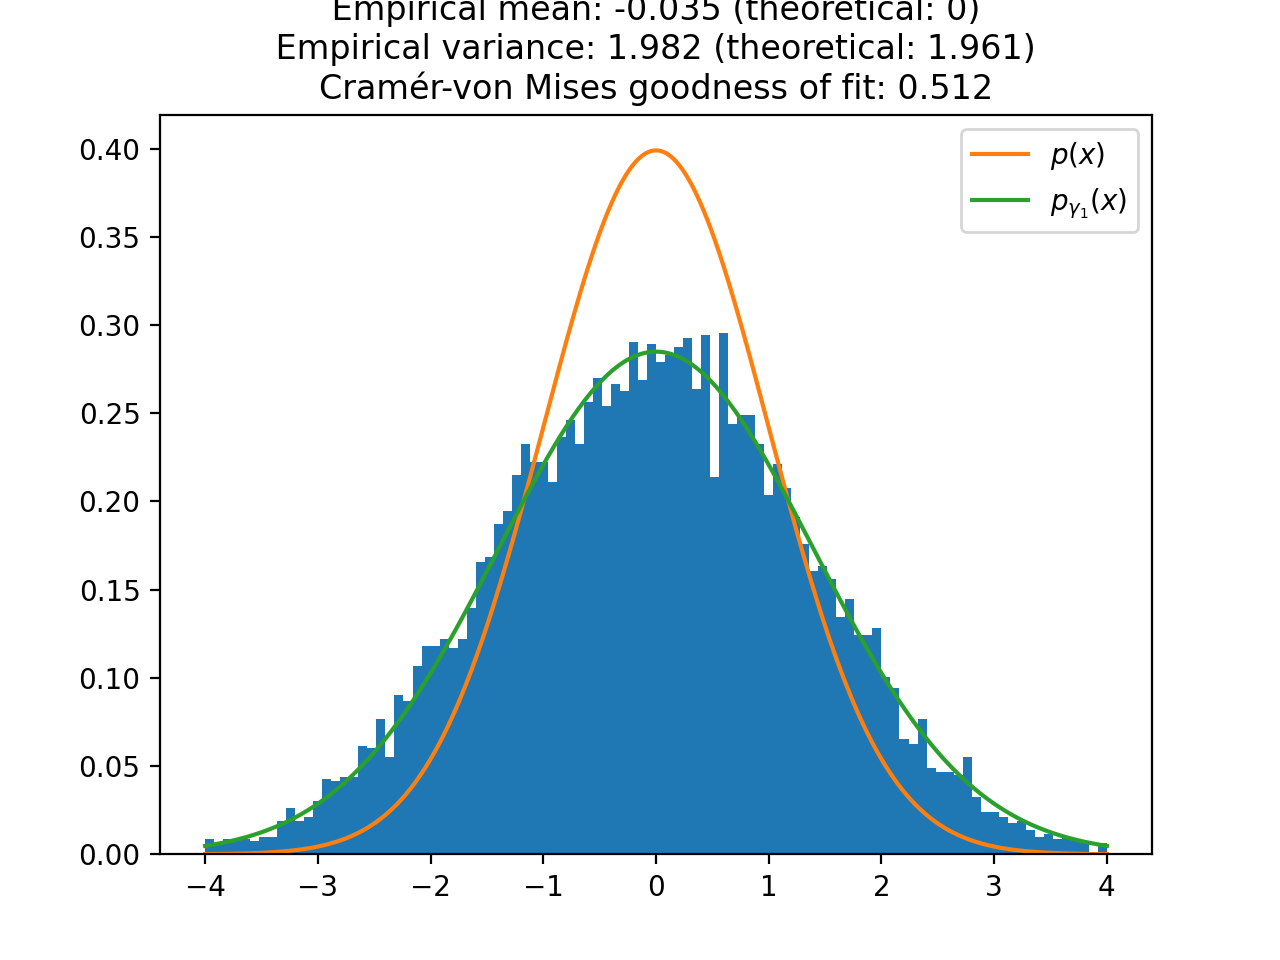 Empirical mean: -0.035 (theoretical: 0)
Empirical variance: 1.982 (theoretical: 1.961)
Cramér-von Mises goodness of fit: 0.512
p(x)
pγ₁(x)
0.40
0.35
0.30
0.25
0.20
0.15
0.10
0.05
0.00
−4 −3 −2 −1 0 1 2 3 4